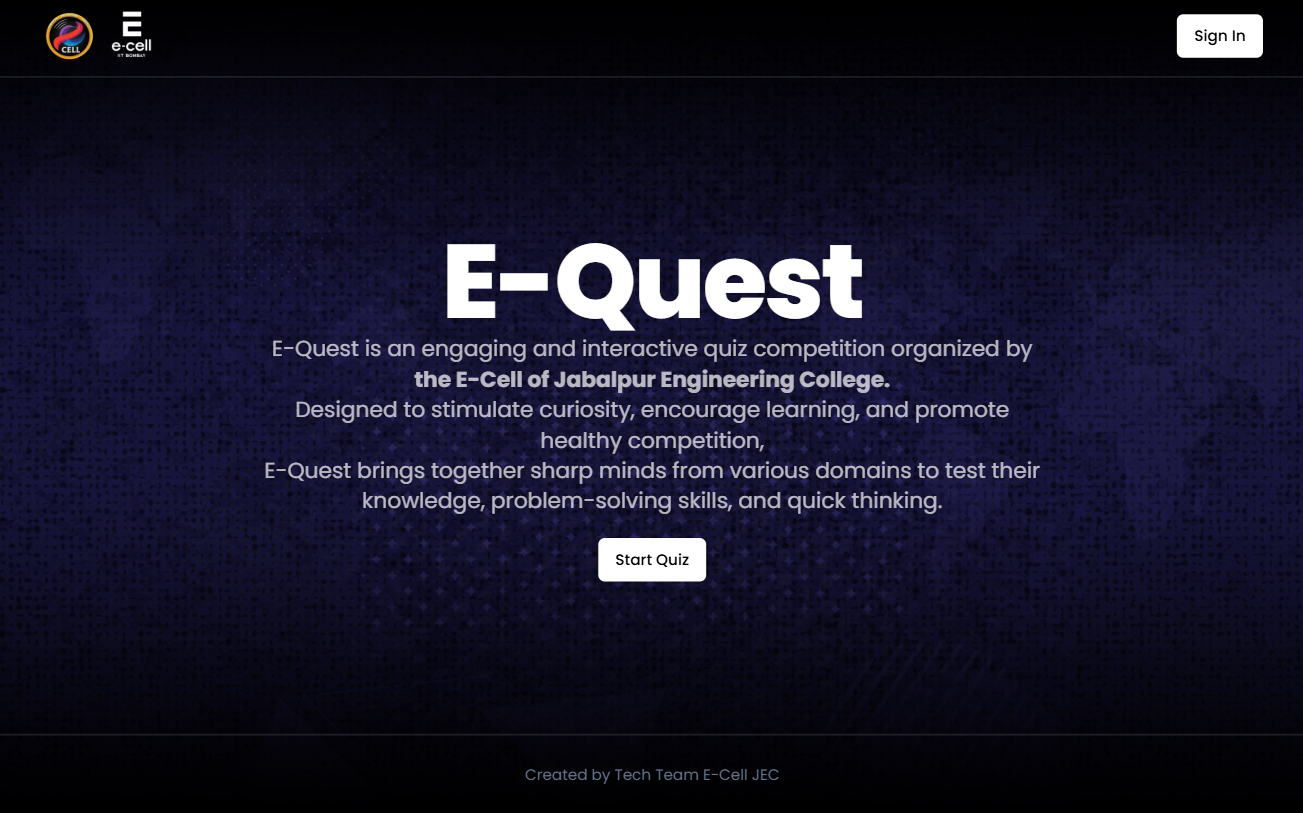 CELL
E
e-cell
IIT BOMBAY
Sign In
E-Quest
E-Quest is an engaging and interactive quiz competition organized by
the E-Cell of Jabalpur Engineering College.
Designed to stimulate curiosity, encourage learning, and promote
healthy competition,
E-Quest brings together sharp minds from various domains to test their
knowledge, problem-solving skills, and quick thinking.
Start Quiz
Created by Tech Team E-Cell JEC